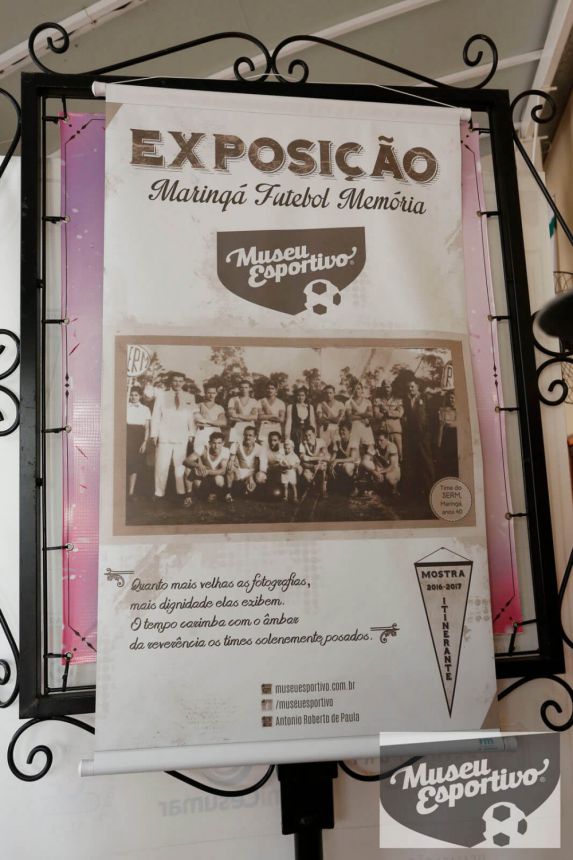 EXPOSIÇÃO
Maringá Futebol Memória
Museu
Esportivo®
Time do
SERM,
Maringá,
anos 40
Quanto mais velhas as fotografias,
mais dignidade elas exibem.
O tempo carimba com o âmbar
da reverência os times solenemente posados.
MOSTRA
2016-2017
ITINERANTE
museuesportivo.com.br
/museuesportivo
Antonio Roberto de Paula
Museu
Esportivo®